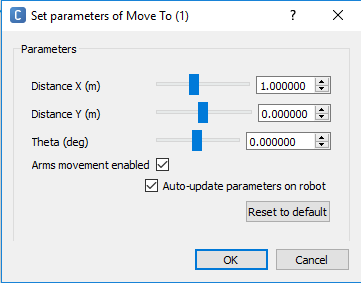 C Set parameters of Move To (1) ? ×
Parameters
Distance X (m) 1.000000
Distance Y (m) 0.000000
Theta (deg) 0.000000
Arms movement enabled
Auto-update parameters on robot
Reset to default
OK Cancel